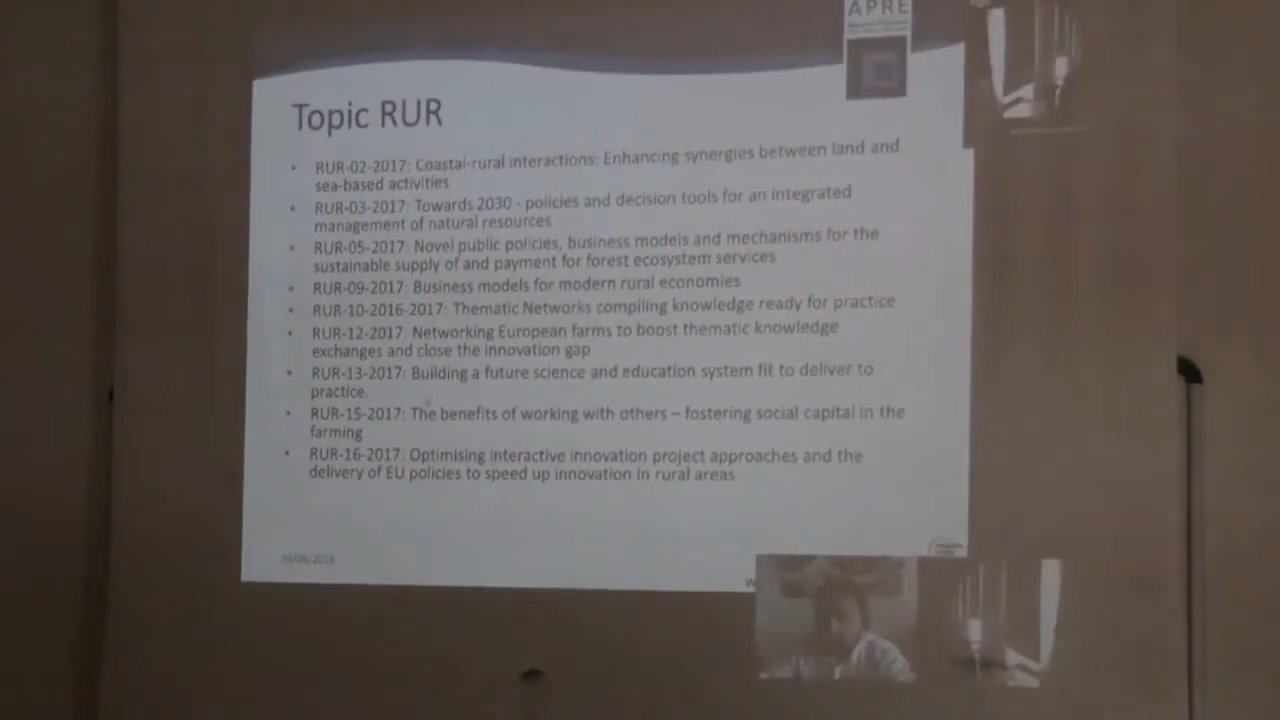 APRE
Topic RUR
• RUR-02-2017: Coastal-rural interactions: Enhancing synergies between land and
sea-based activities
• RUR-03-2017: Towards 2030 - policies and decision tools for an integrated
management of natural resources
• RUR-05-2017: Novel public policies, business models and mechanisms for the
sustainable supply of and payment for forest ecosystem services
• RUR-09-2017: Business models for modern rural economies
• RUR-10-2016-2017: Thematic Networks compiling knowledge ready for practice
• RUR-12-2017: Networking European farms to boost thematic knowledge
exchanges and close the innovation gap
• RUR-13-2017: Building a future science and education system fit to deliver to
practice.
• RUR-15-2017: The benefits of working with others – fostering social capital in the
farming
• RUR-16-2017: Optimising interactive innovation project approaches and the
delivery of EU policies to speed up innovation in rural areas